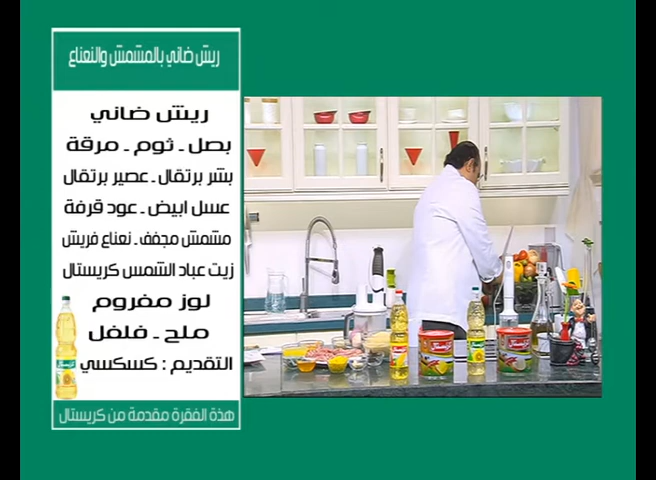 ريش ضاني بالمشمش والنعناع
ريش ضاني
بصل - ثوم - مرقة
بشر برتقال - عصير برتقال
عسل ابيض - عود قرفة
مشمش مجفف - نعناع فريش
زيت عباد الشمس كريستال
لوز مفروم
ملح - فلفل
التقديم : كسكسي
هذة الفقرة مقدمة من كريستال